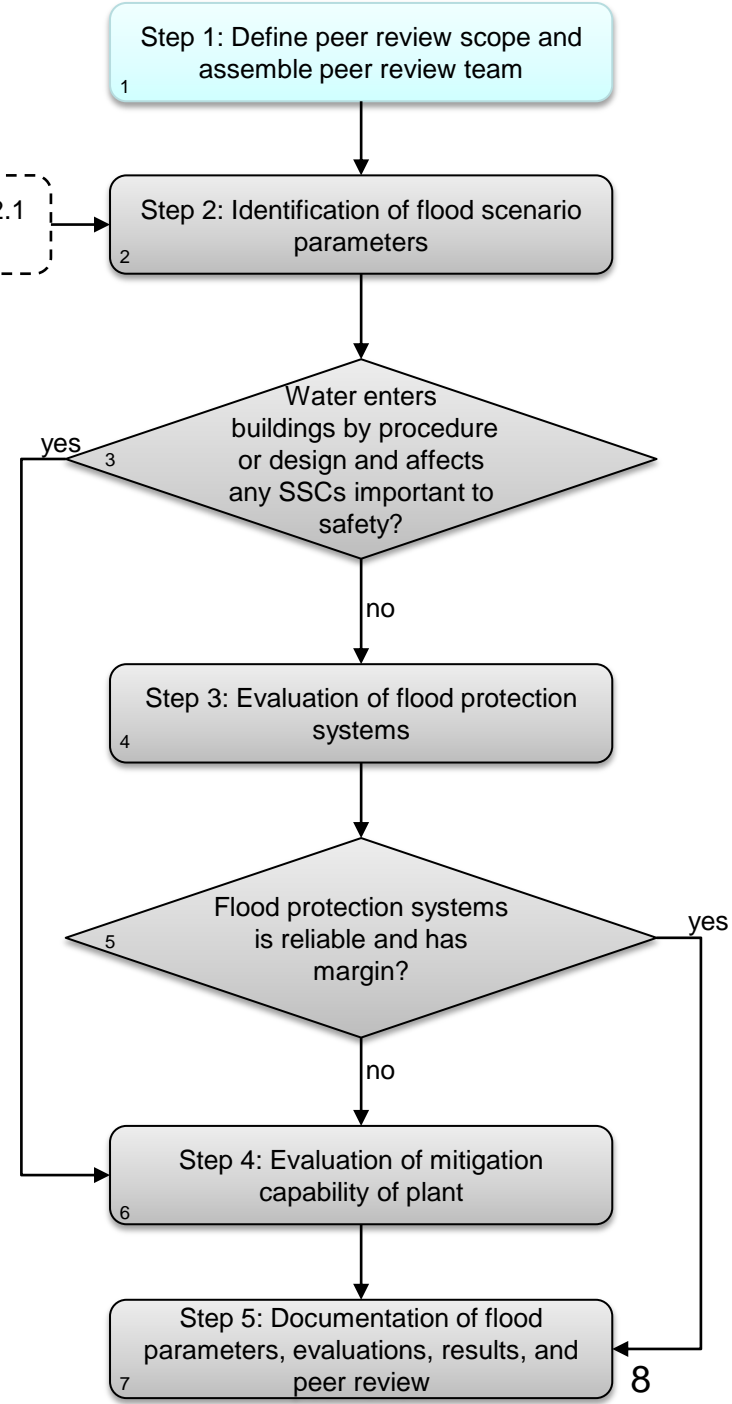 Step 1: Define peer review scope and
assemble peer review team
1
2.1
Step 2: Identification of flood scenario
parameters
2
Water enters
buildings by procedure
or design and affects
any SSCs important to
safety?
yes
3
no
Step 3: Evaluation of flood protection
systems
4
Flood protection systems
is reliable and has
margin?
5
yes
no
Step 4: Evaluation of mitigation
capability of plant
6
Step 5: Documentation of flood
parameters, evaluations, results, and
peer review
7
8